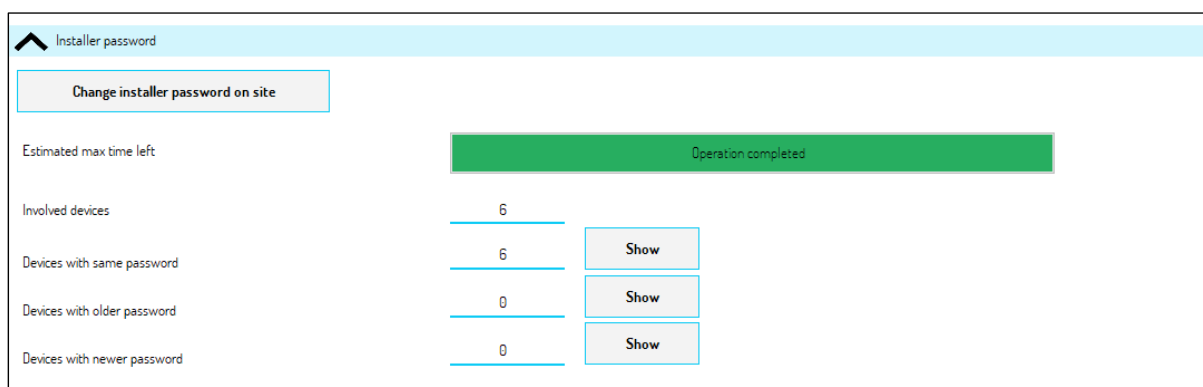 Installer password
Change installer password on site
Estimated max time left Operation completed
Involved devices 6
Devices with same password 6 Show
Devices with older password 0 Show
Devices with newer password 0 Show